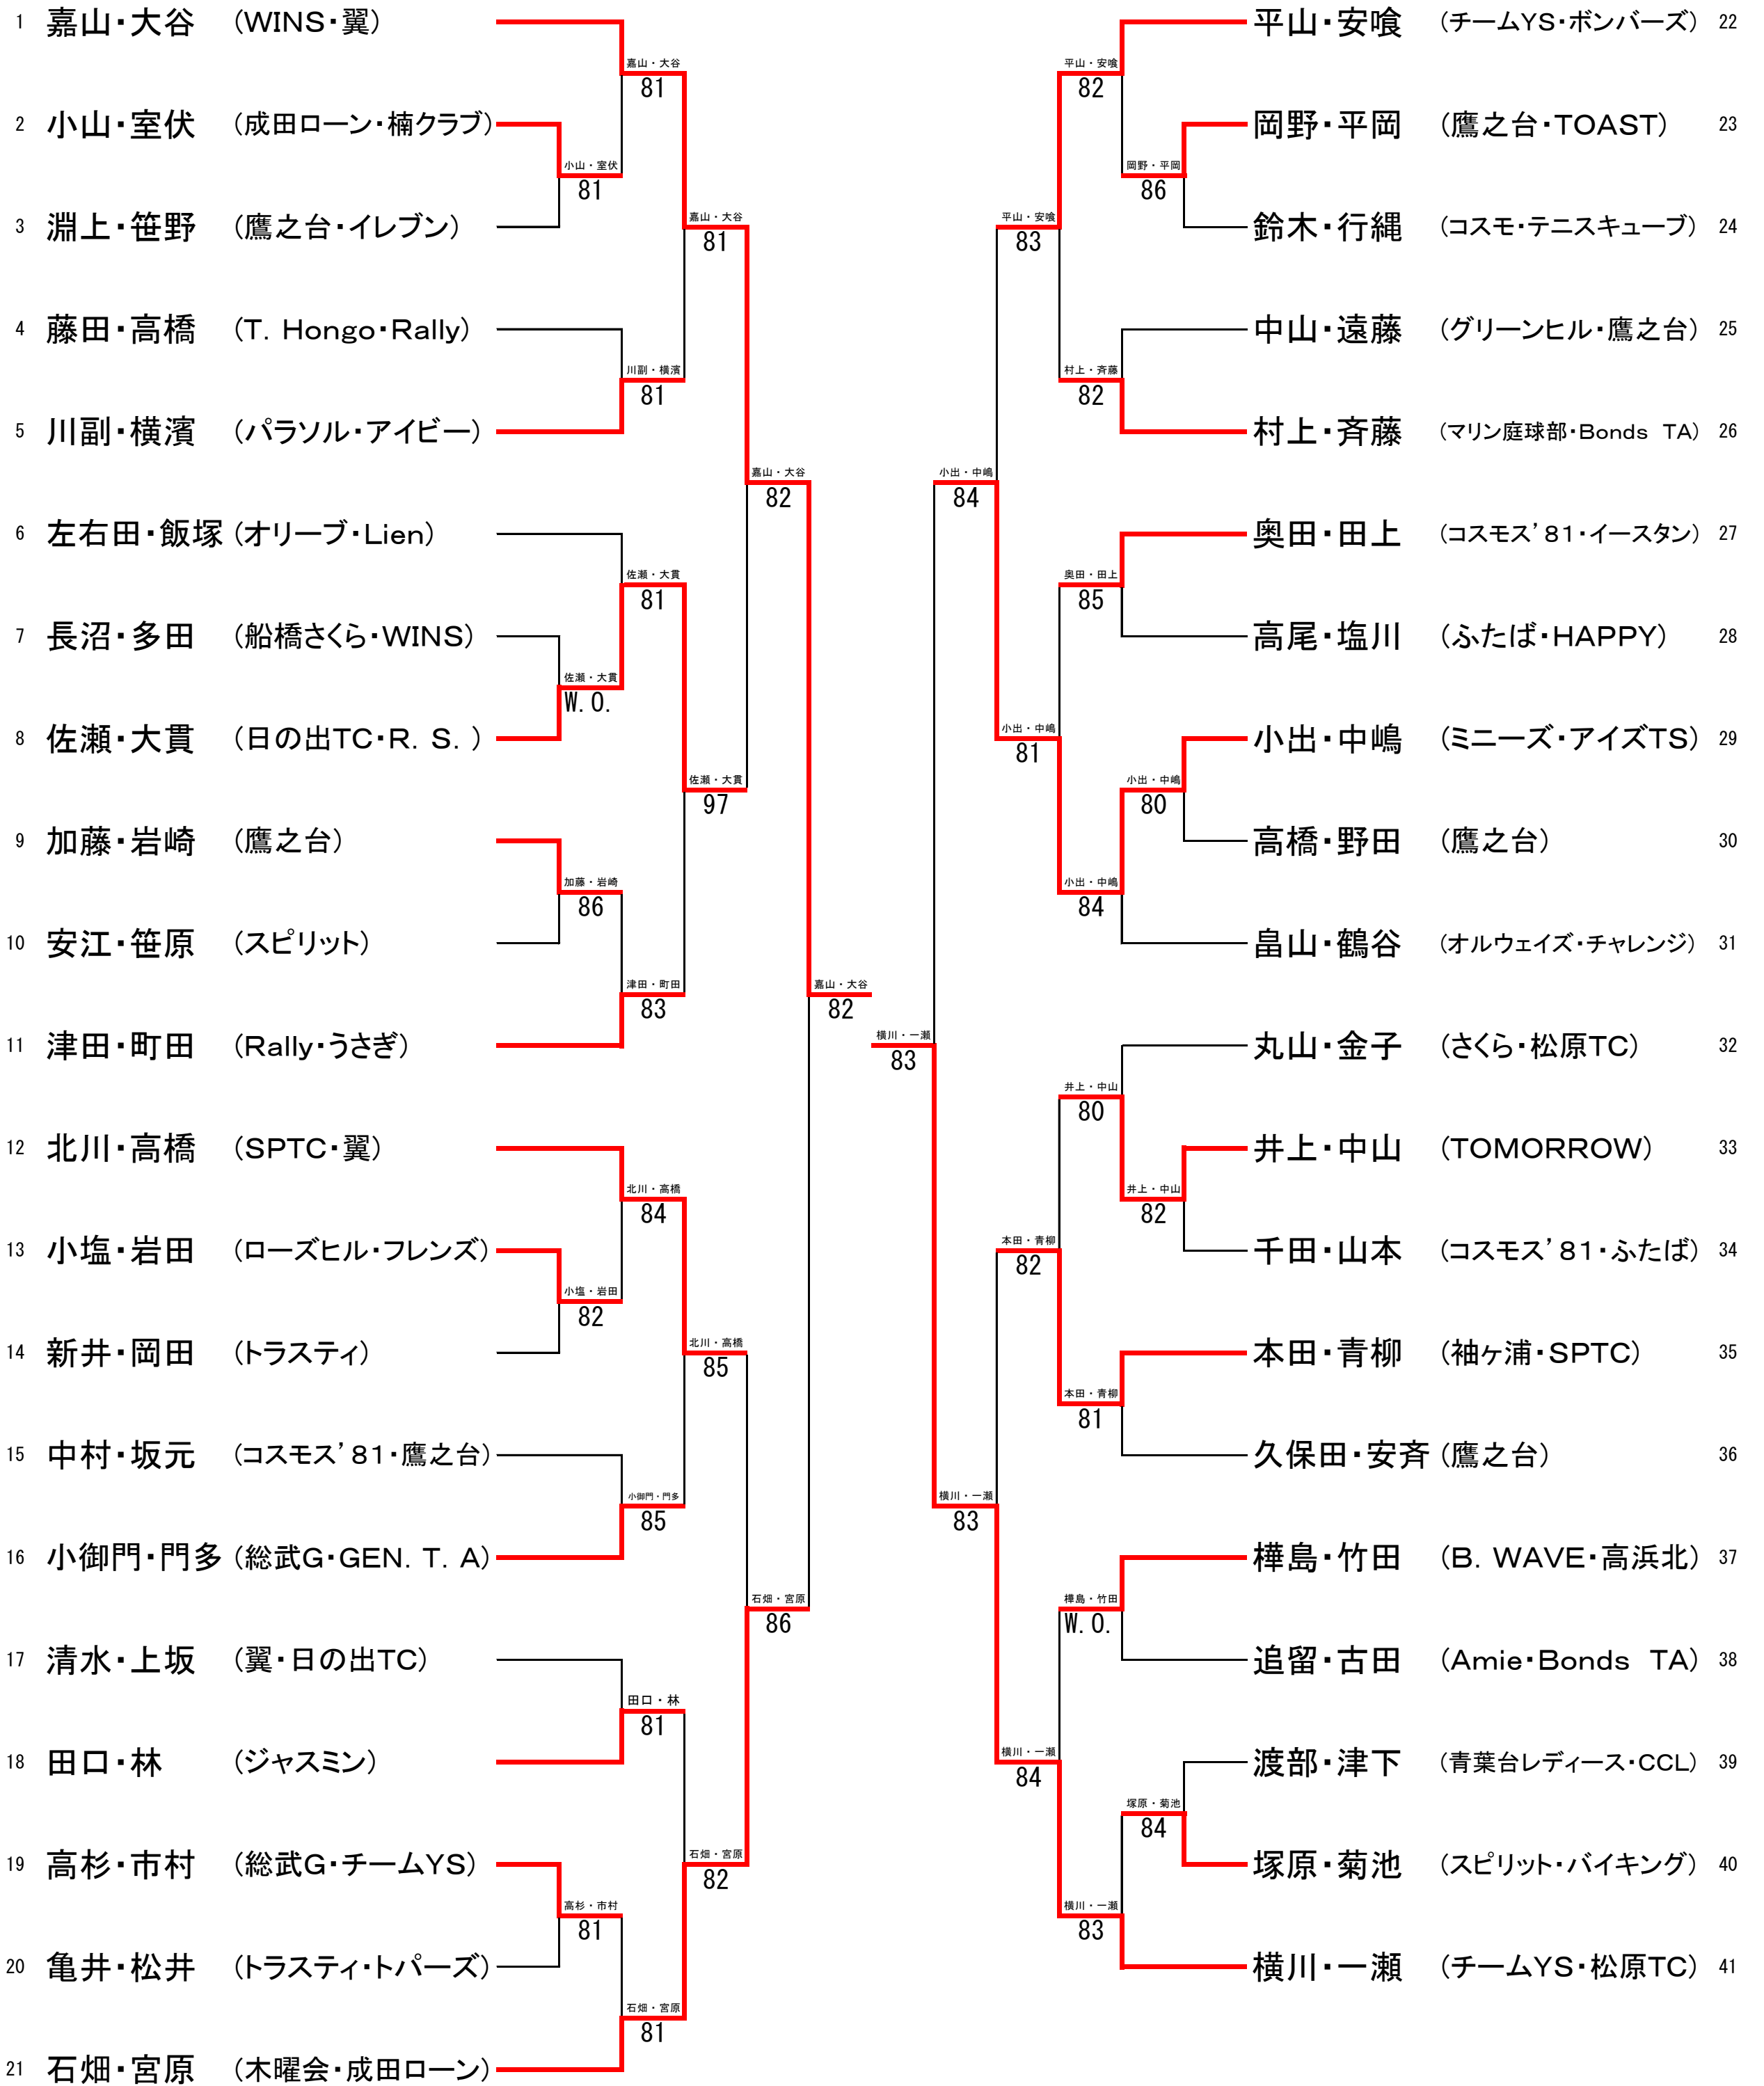 1 嘉山・大谷 (WINS・翼)
2 小山・室伏 (成田ローン・楠クラブ)
3 淵上・笹野 (鷹之台・イレブン)
4 藤田・高橋 (T. Hongo・Rally)
5 川副・横濱 (パラソル・アイビー)
6 左右田・飯塚 (オリーブ・Lien)
7 長沼・多田 (船橋さくら・WINS)
8 佐瀬・大貫 (日の出TC・R. S. )
9 加藤・岩崎 (鷹之台)
10 安江・笹原 (スピリット)
11 津田・町田 (Rally・うさぎ)
12 北川・高橋 (SPTC・翼)
13 小塩・岩田 (ローズヒル・フレンズ)
14 新井・岡田 (トラスティ)
15 中村・坂元 (コスモス’81・鷹之台)
16 小御門・門多 (総武G・GEN. T. A)
17 清水・上坂 (翼・日の出TC)
18 田口・林 (ジャスミン)
19 高杉・市村 (総武G・チームYS)
20 亀井・松井 (トラスティ・トパーズ)
21 石畑・宮原 (木曜会・成田ローン)
小山・室伏
81
佐瀬・大貫
W.O.
加藤・岩崎
86
小塩・岩田
82
高杉・市村
81
嘉山・大谷
81
川副・横濱
81
佐瀬・大貫
81
津田・町田
83
北川・高橋
84
小御門・門多
85
田口・林
81
石畑・宮原
81
嘉山・大谷
81
佐瀬・大貫
97
北川・高橋
85
石畑・宮原
82
嘉山・大谷
82
石畑・宮原
86
嘉山・大谷
82
横川・一瀬
83
小出・中嶋
84
横川・一瀬
83
平山・安喰
83
小出・中嶋
81
本田・青柳
82
横川・一瀬
84
平山・安喰
82
村上・斉藤
82
奥田・田上
85
小出・中嶋
84
井上・中山
80
本田・青柳
81
樺島・竹田
W.O.
横川・一瀬
83
岡野・平岡
86
小出・中嶋
80
井上・中山
82
塚原・菊池
84
平山・安喰 (チームYS・ボンバーズ) 22
岡野・平岡 (鷹之台・TOAST) 23
鈴木・行縄 (コスモ・テニスキューブ) 24
中山・遠藤 (グリーンヒル・鷹之台) 25
村上・斉藤 (マリン庭球部・Bonds TA) 26
奥田・田上 (コスモス’81・イースタン) 27
高尾・塩川 (ふたば・HAPPY) 28
小出・中嶋 (ミニーズ・アイズTS) 29
高橋・野田 (鷹之台) 30
畠山・鶴谷 (オルウェイズ・チャレンジ) 31
丸山・金子 (さくら・松原TC) 32
井上・中山 (TOMORROW) 33
千田・山本 (コスモス’81・ふたば) 34
本田・青柳 (袖ヶ浦・SPTC) 35
久保田・安斉 (鷹之台) 36
樺島・竹田 (B. WAVE・高浜北) 37
追留・古田 (Amie・Bonds TA) 38
渡部・津下 (青葉台レディース・CCL) 39
塚原・菊池 (スピリット・バイキング) 40
横川・一瀬 (チームYS・松原TC) 41